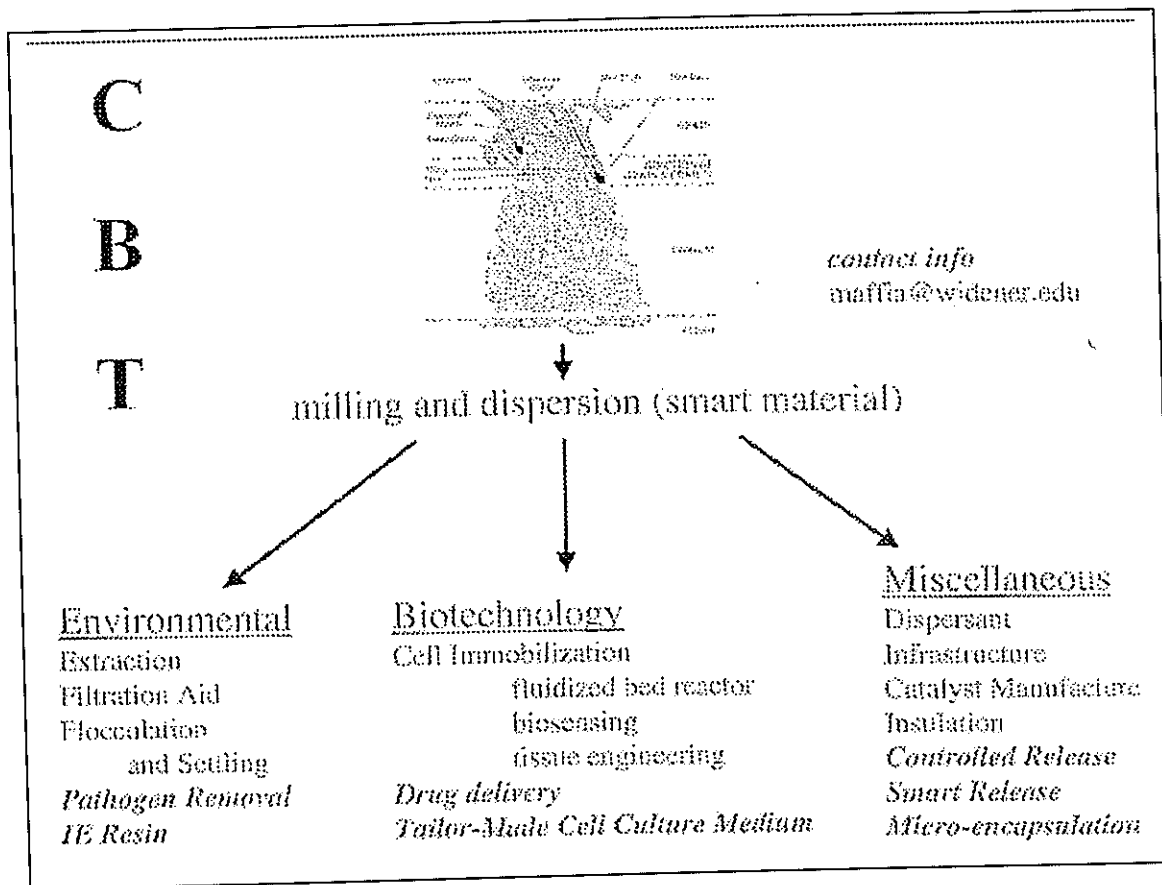 C
B
T
contact info
maffia@widener.edu
milling and dispersion (smart material)
Environmental
Extraction
Filtration Aid
Flocculation
and Settling
Pathogen Removal
IE Resin
Biotechnology
Cell Immobilization
fluidized bed reactor
biosensing
tissue engineering
Drug delivery
Tailor-Made Cell Culture Medium
Miscellaneous
Dispersant
Infrastructure
Catalyst Manufacture
Insulation
Controlled Release
Smart Release
Micro-encapsulation